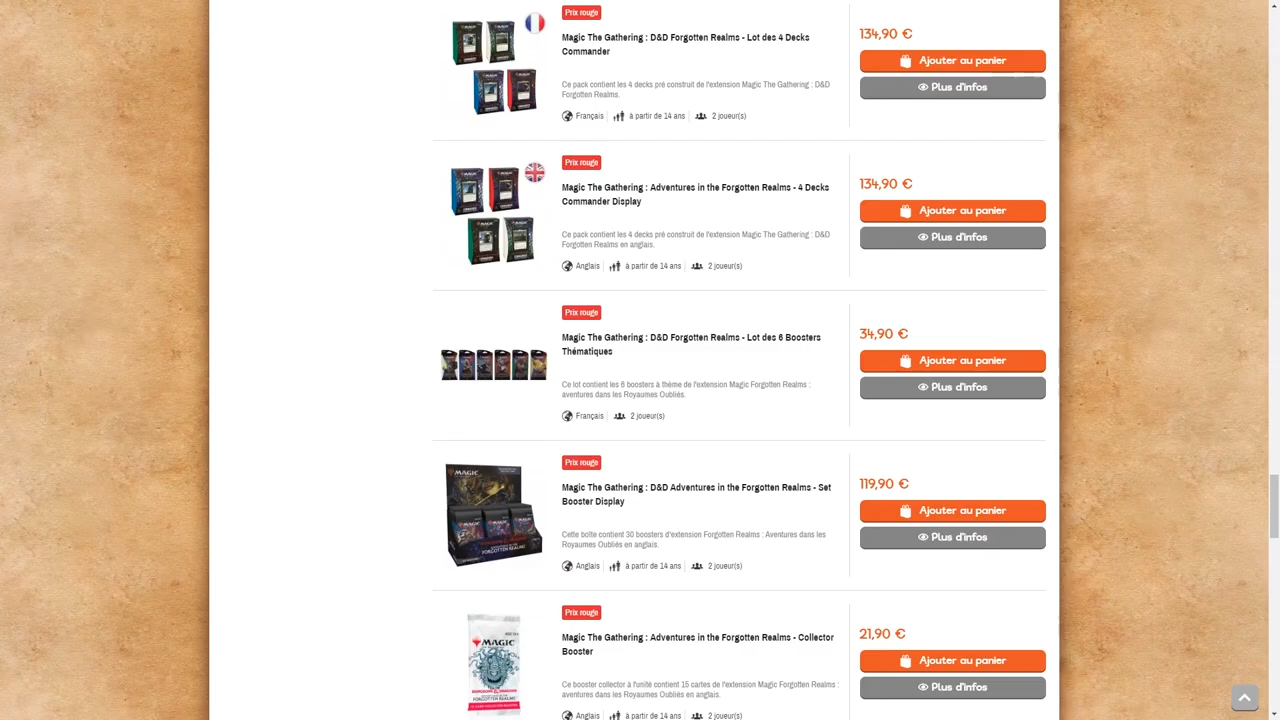 Prix rouge
Magic The Gathering : D&D Forgotten Realms - Lot des 4 Decks
Commander
Ce pack contient les 4 decks pré construit de l'extension Magic The Gathering : D&D
Forgotten Realms.
Français
à partir de 14 ans
2 joueur(s)
134,90 €
Ajouter au panier
Plus d'infos
Prix rouge
Magic The Gathering : Adventures in the Forgotten Realms - 4 Decks
Commander Display
Ce pack contient les 4 decks pré construit de l'extension Magic The Gathering : D&D
Forgotten Realms en anglais.
Anglais
à partir de 14 ans
2 joueur(s)
134,90 €
Ajouter au panier
Plus d'infos
Prix rouge
Magic The Gathering : D&D Forgotten Realms - Lot des 6 Boosters
Thématiques
Ce lot contient les 6 boosters à thème de l'extension Magic Forgotten Realms :
aventures dans les Royaumes Oubliés.
Français
2 joueur(s)
34,90 €
Ajouter au panier
Plus d'infos
MAGIC
FORGOTTEN REALMS
Prix rouge
Magic The Gathering : D&D Adventures in the Forgotten Realms - Set
Booster Display
Cette boîte contient 30 boosters d'extension Forgotten Realms : Aventures dans les
Royaumes Oubliés en anglais.
Anglais
à partir de 14 ans
2 joueur(s)
119,90 €
Ajouter au panier
Plus d'infos
MAGIC
DUNGEONS & DRAGONS
FORGOTTEN REALMS
Prix rouge
Magic The Gathering : Adventures in the Forgotten Realms - Collector
Booster
Ce booster collector à l'unité contient 15 cartes de l'extension Magic Forgotten Realms :
aventures dans les Royaumes Oubliés en anglais.
Anglais
à partir de 14 ans
2 joueur(s)
21,90 €
Ajouter au panier
Plus d'infos